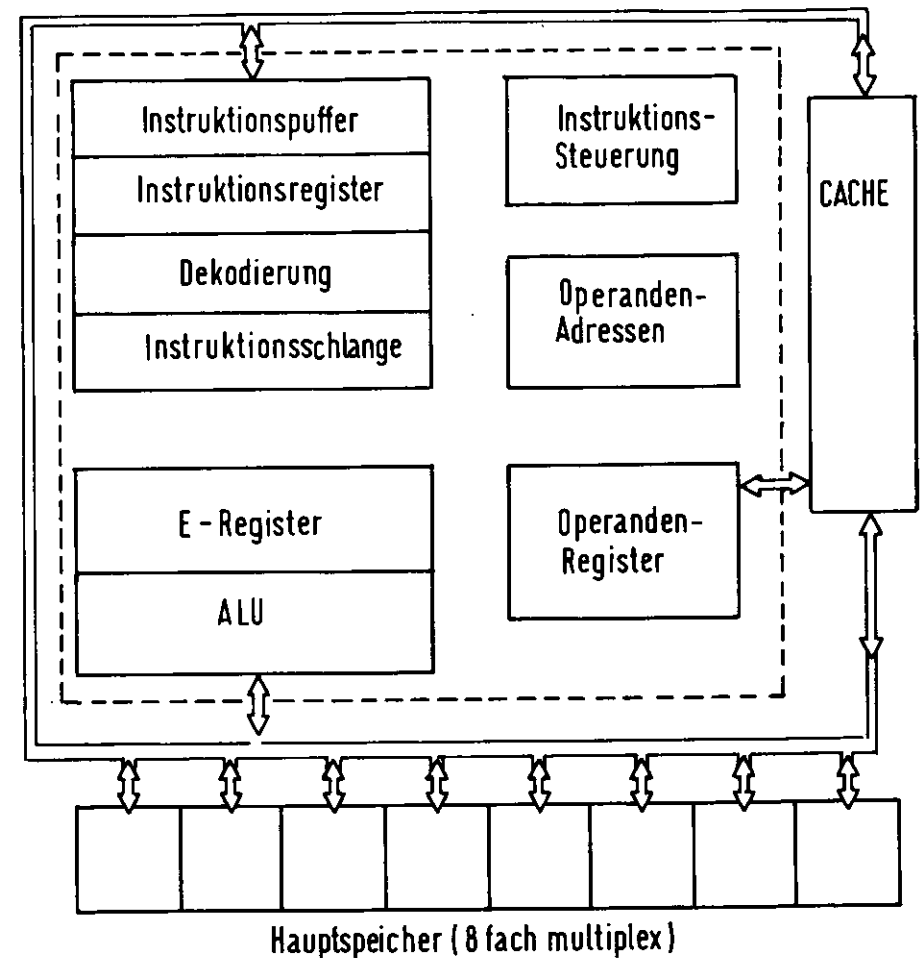 Instruktionspuffer
Instruktionsregister
Dekodierung
Instruktionsschlange
Instruktions-
Steuerung
Operanden-
Adressen
CACHE
E-Register
ALU
Operanden-
Register
Hauptspeicher (8 fach multiplex)